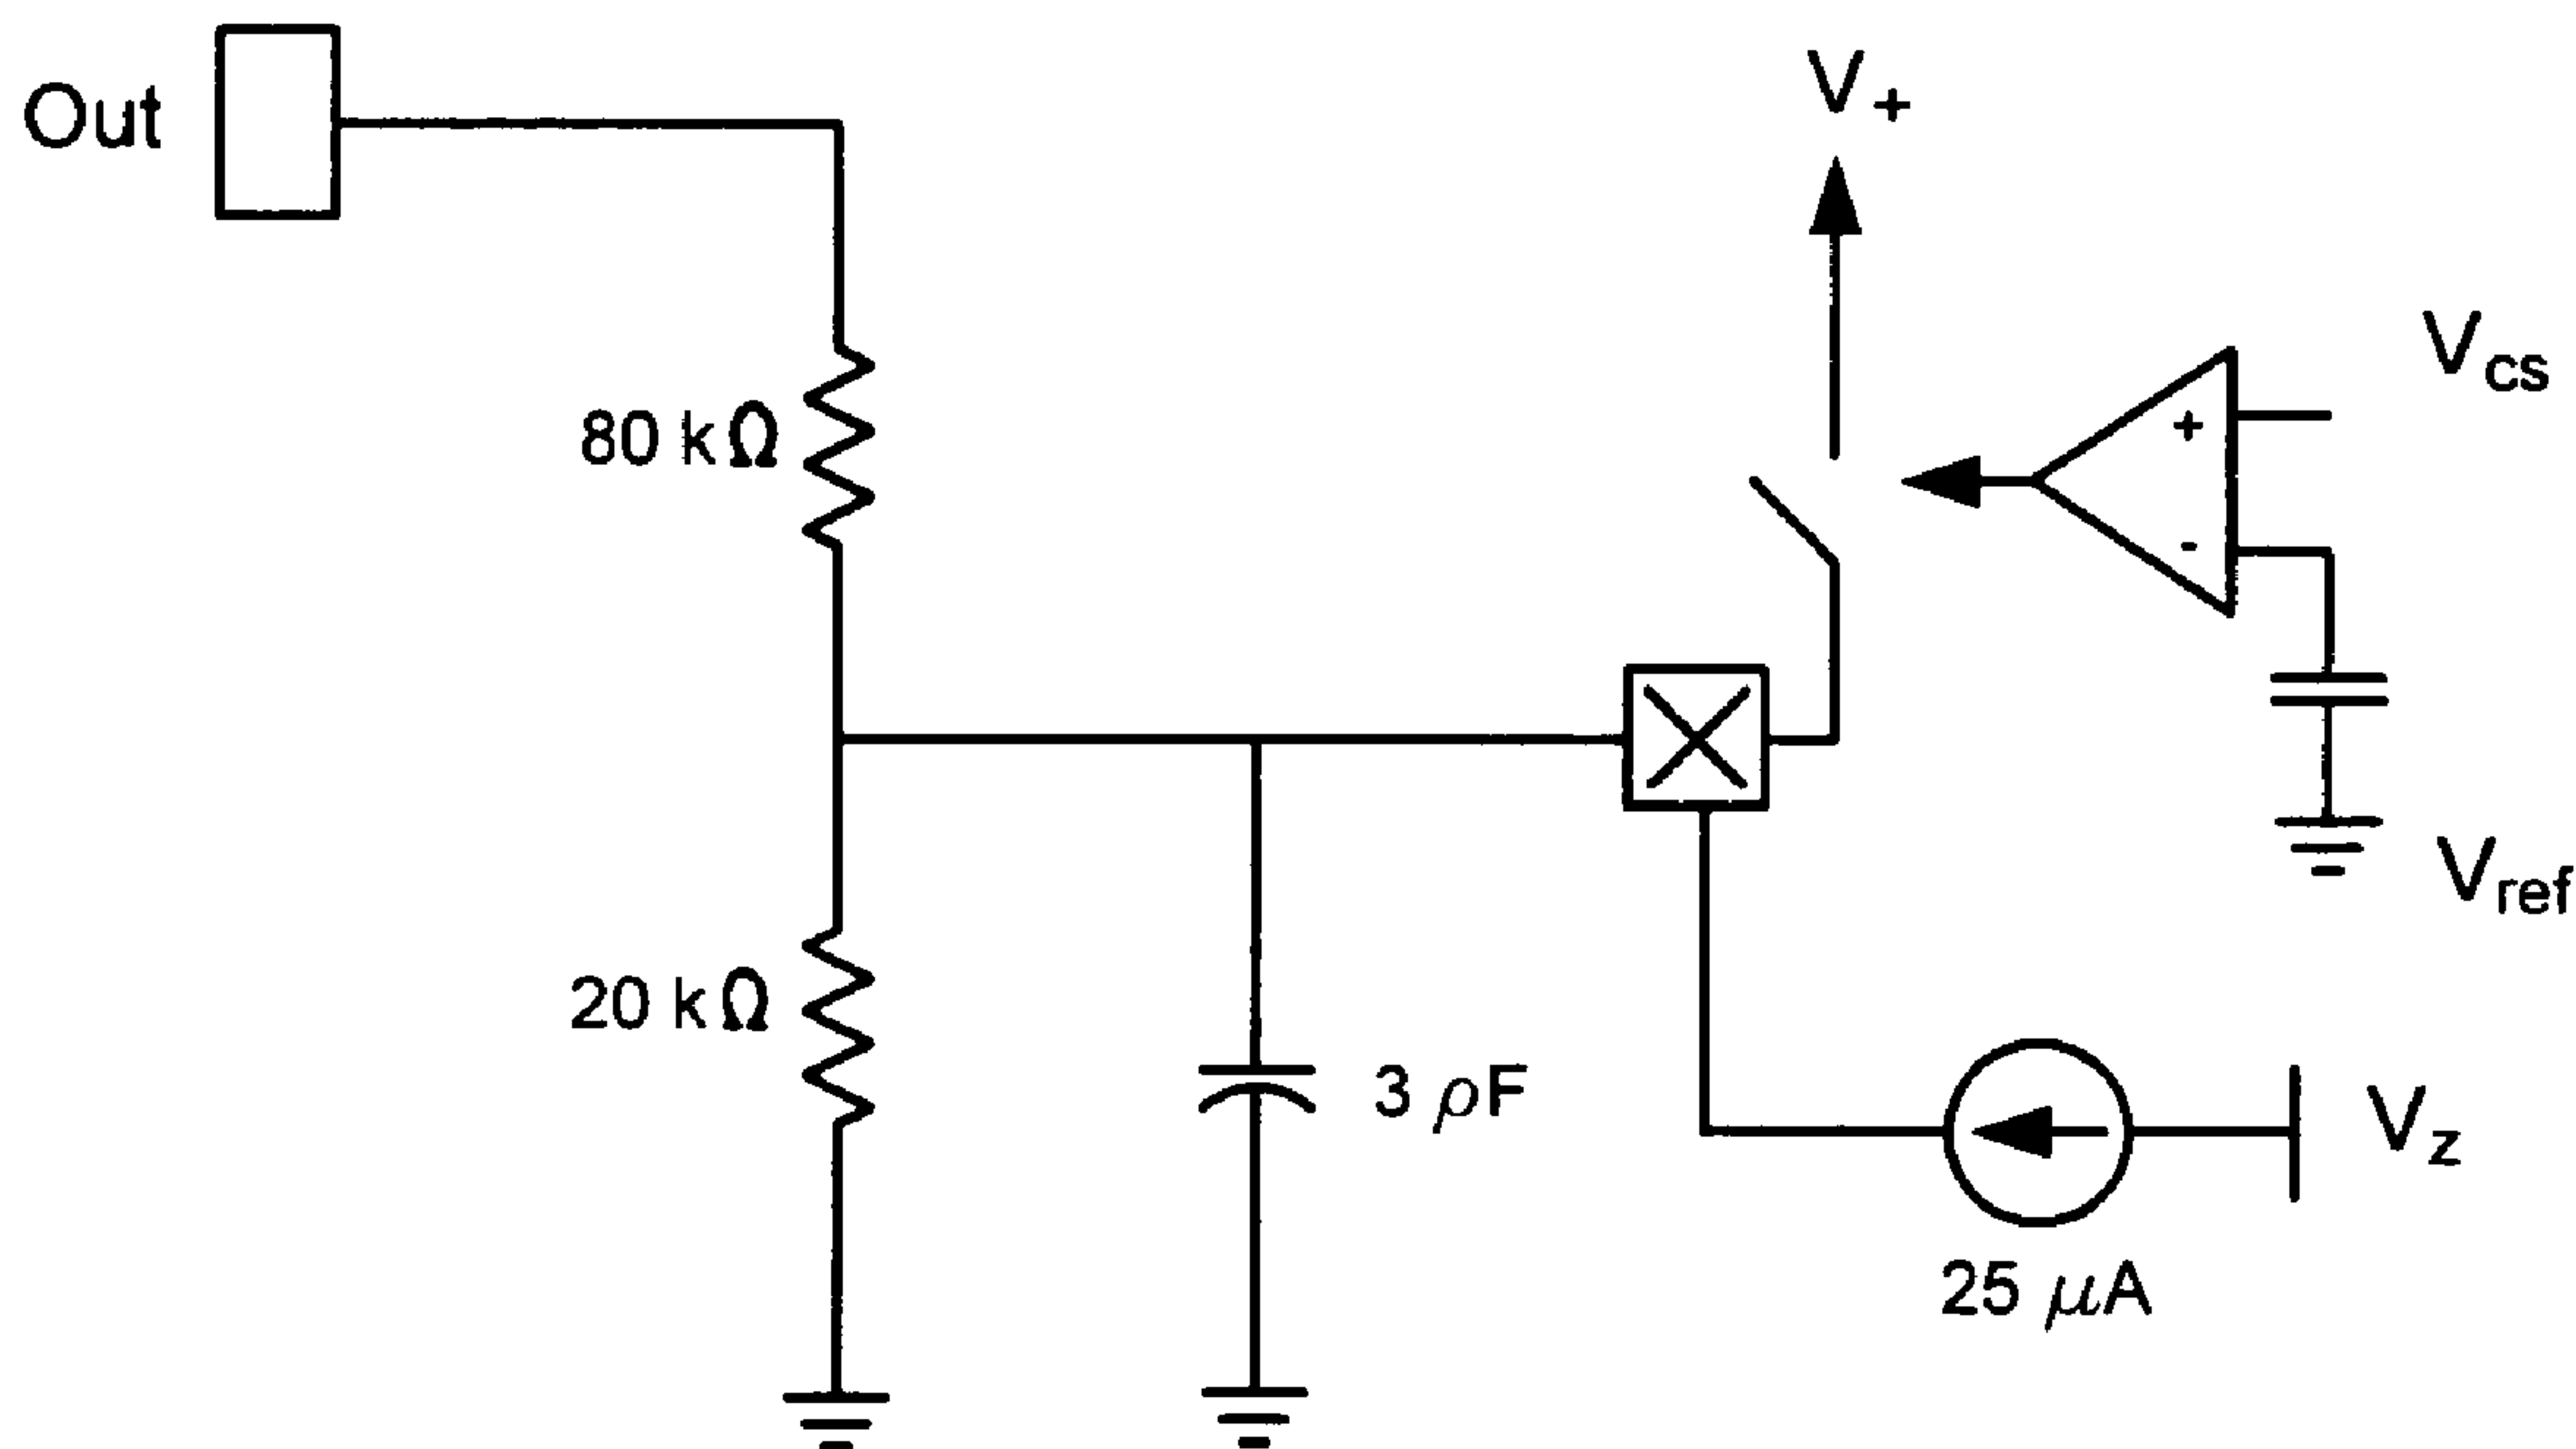 Out
V+
Vcs
80 kΩ
+
-
Vref
20 kΩ
3 ρF
Vz
25 μA